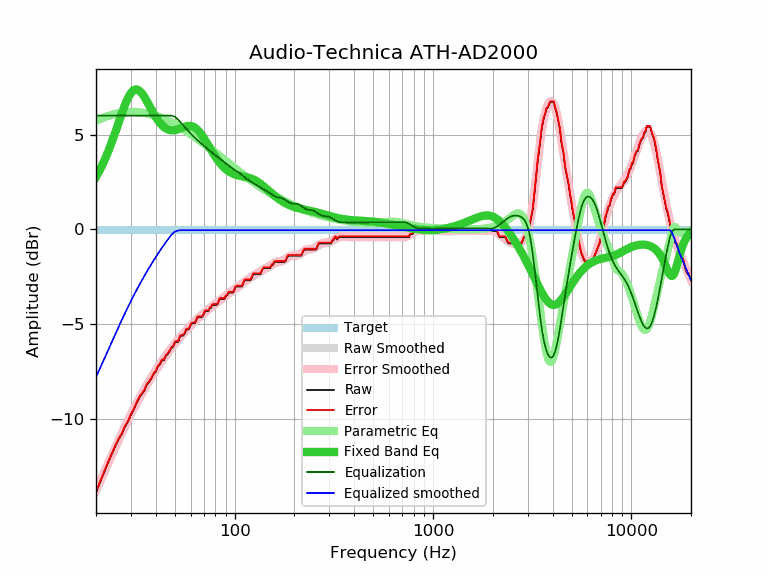 Audio-Technica ATH-AD2000
Amplitude (dBr)
5
0
−5
−10
Target
Raw Smoothed
Error Smoothed
Raw
Error
Parametric Eq
Fixed Band Eq
Equalization
Equalized smoothed
100
1000
10000
Frequency (Hz)